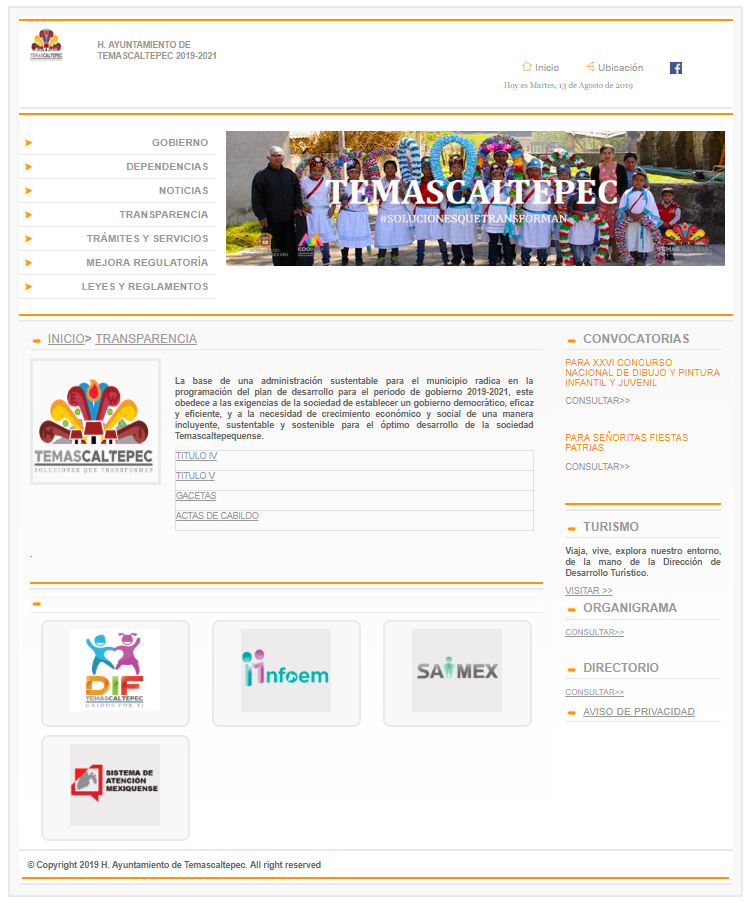 H. AYUNTAMIENTO DE
TEMASCALTEPEC 2019-2021
TEMASCALTEPEC
Inicio
Ubicación
Hoy es Martes, 13 de Agosto de 2019
GOBIERNO
DEPENDENCIAS
NOTICIAS
TRANSPARENCIA
TRÁMITES Y SERVICIOS
MEJORA REGULATORÍA
LEYES Y REGLAMENTOS
TEMASCALTEPEC
#SOLUCIONESQUETRANSFORMAN
INICIO> TRANSPARENCIA
TEMASCALTEPEC
SOLUCIONES QUE TRANSFORMAN
La base de una administración sustentable para el municipio radica en la
programación del plan de desarrollo para el periodo de gobierno 2019-2021, este
obedece a las exigencias de la sociedad de establecer un gobierno democrático, eficaz
y eficiente, y a la necesidad de crecimiento económico y social de una manera
incluyente, sustentable y sostenible para el óptimo desarrollo de la sociedad
Temascaltepequense.
TITULO IV
TITULO V
GACETAS
ACTAS DE CABILDO
.
CONVOCATORIAS
PARA XXVI CONCURSO
NACIONAL DE DIBUJO Y PINTURA
INFANTIL Y JUVENIL
CONSULTAR>>
PARA SEÑORITAS FIESTAS
PATRIAS
CONSULTAR>>
TURISMO
Viaja, vive, explora nuestro entorno,
de la mano de la Dirección de
Desarrollo Turístico.
VISITAR >>
ORGANIGRAMA
CONSULTAR>>
DIRECTORIO
CONSULTAR>>
AVISO DE PRIVACIDAD
DIF
TEMASCALTEPEC
UNIDOS POR TI
infoem
SAIMEX
SISTEMA DE
ATENCIÓN
MEXIQUENSE
© Copyright 2019 H. Ayuntamiento de Temascaltepec. All right reserved